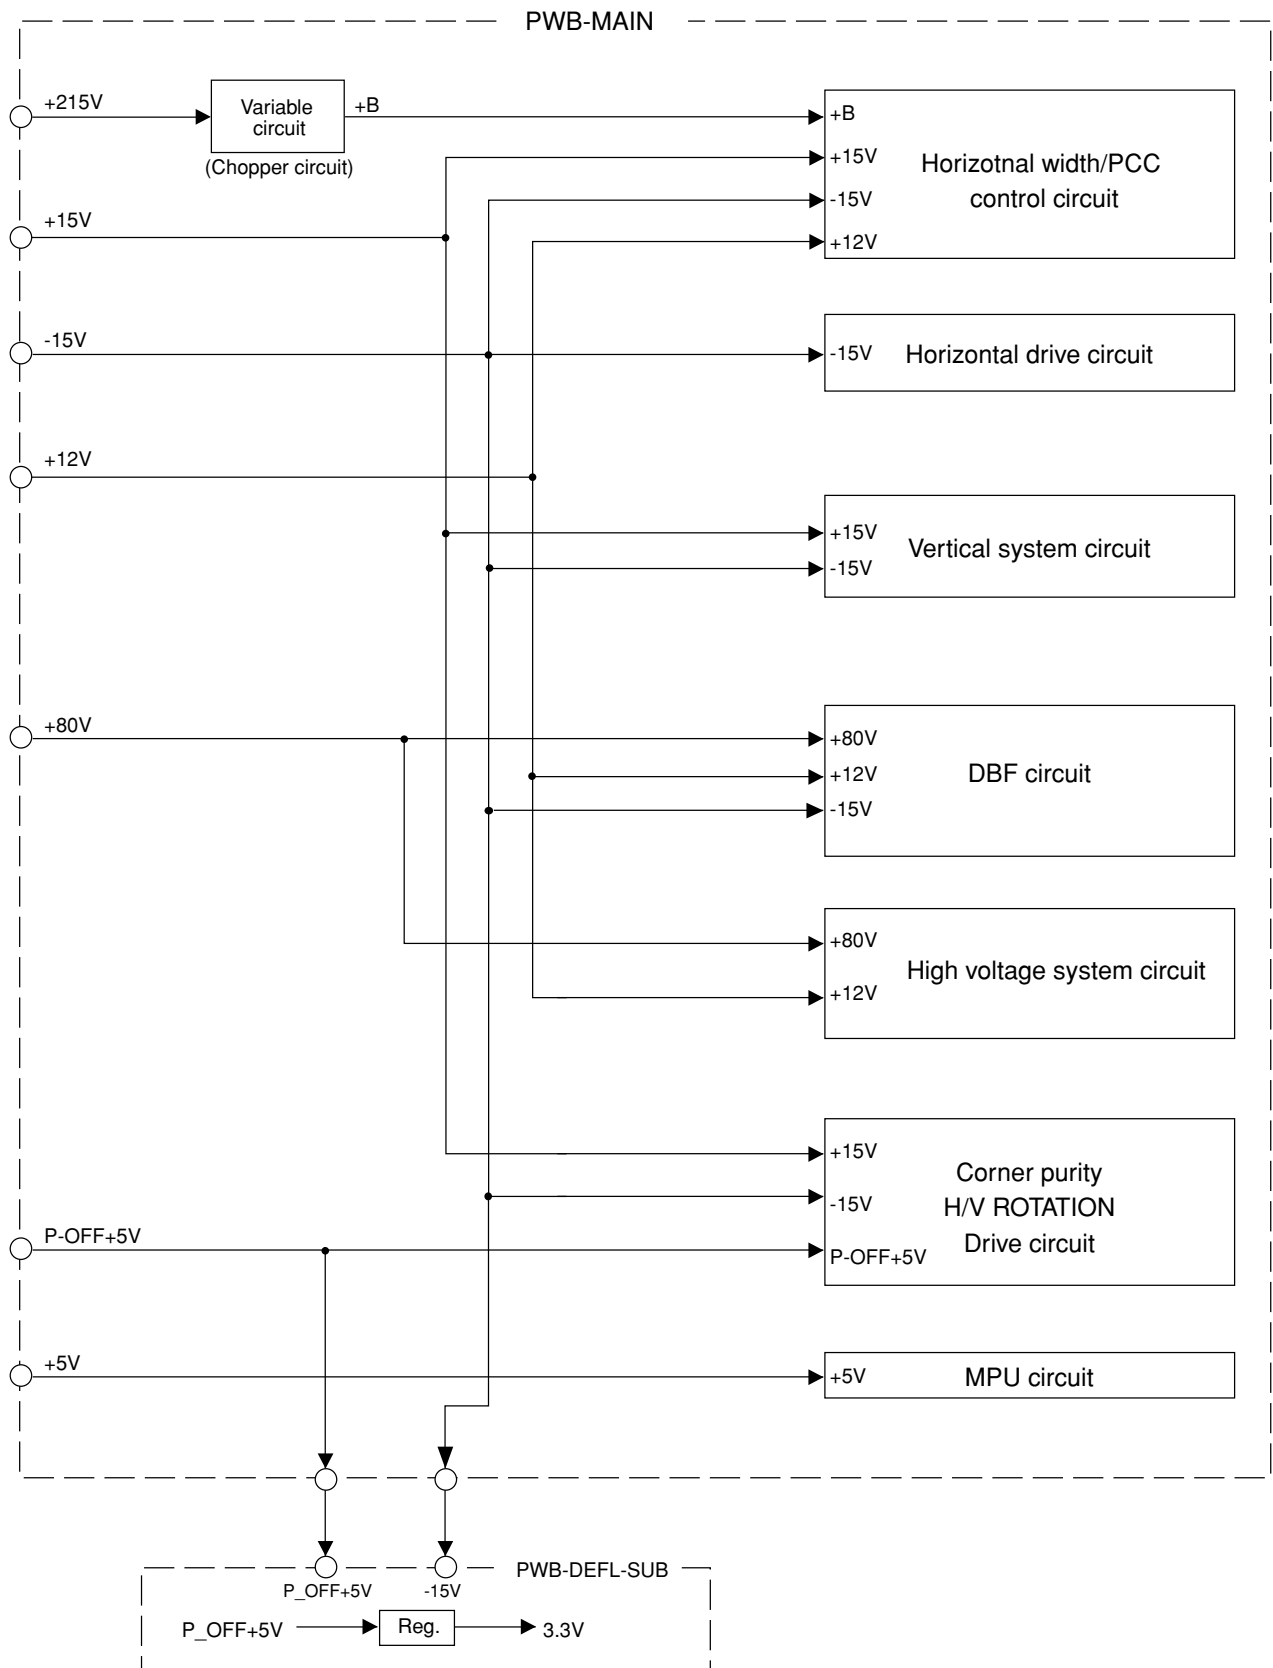 PWB-MAIN
+215V
Variable
circuit
+B
(Chopper circuit)
+B
+15V
-15V
+12V
Horizotnal width/PCC
control circuit
+15V
-15V
-15V
Horizontal drive circuit
+12V
+15V
-15V
Vertical system circuit
+80V
+80V
+12V
-15V
DBF circuit
+80V
+12V
High voltage system circuit
+15V
-15V
P-OFF+5V
Corner purity
H/V ROTATION
Drive circuit
P-OFF+5V
+5V
+5V
MPU circuit
PWB-DEFL-SUB
P_OFF+5V
-15V
P_OFF+5V
Reg.
3.3V